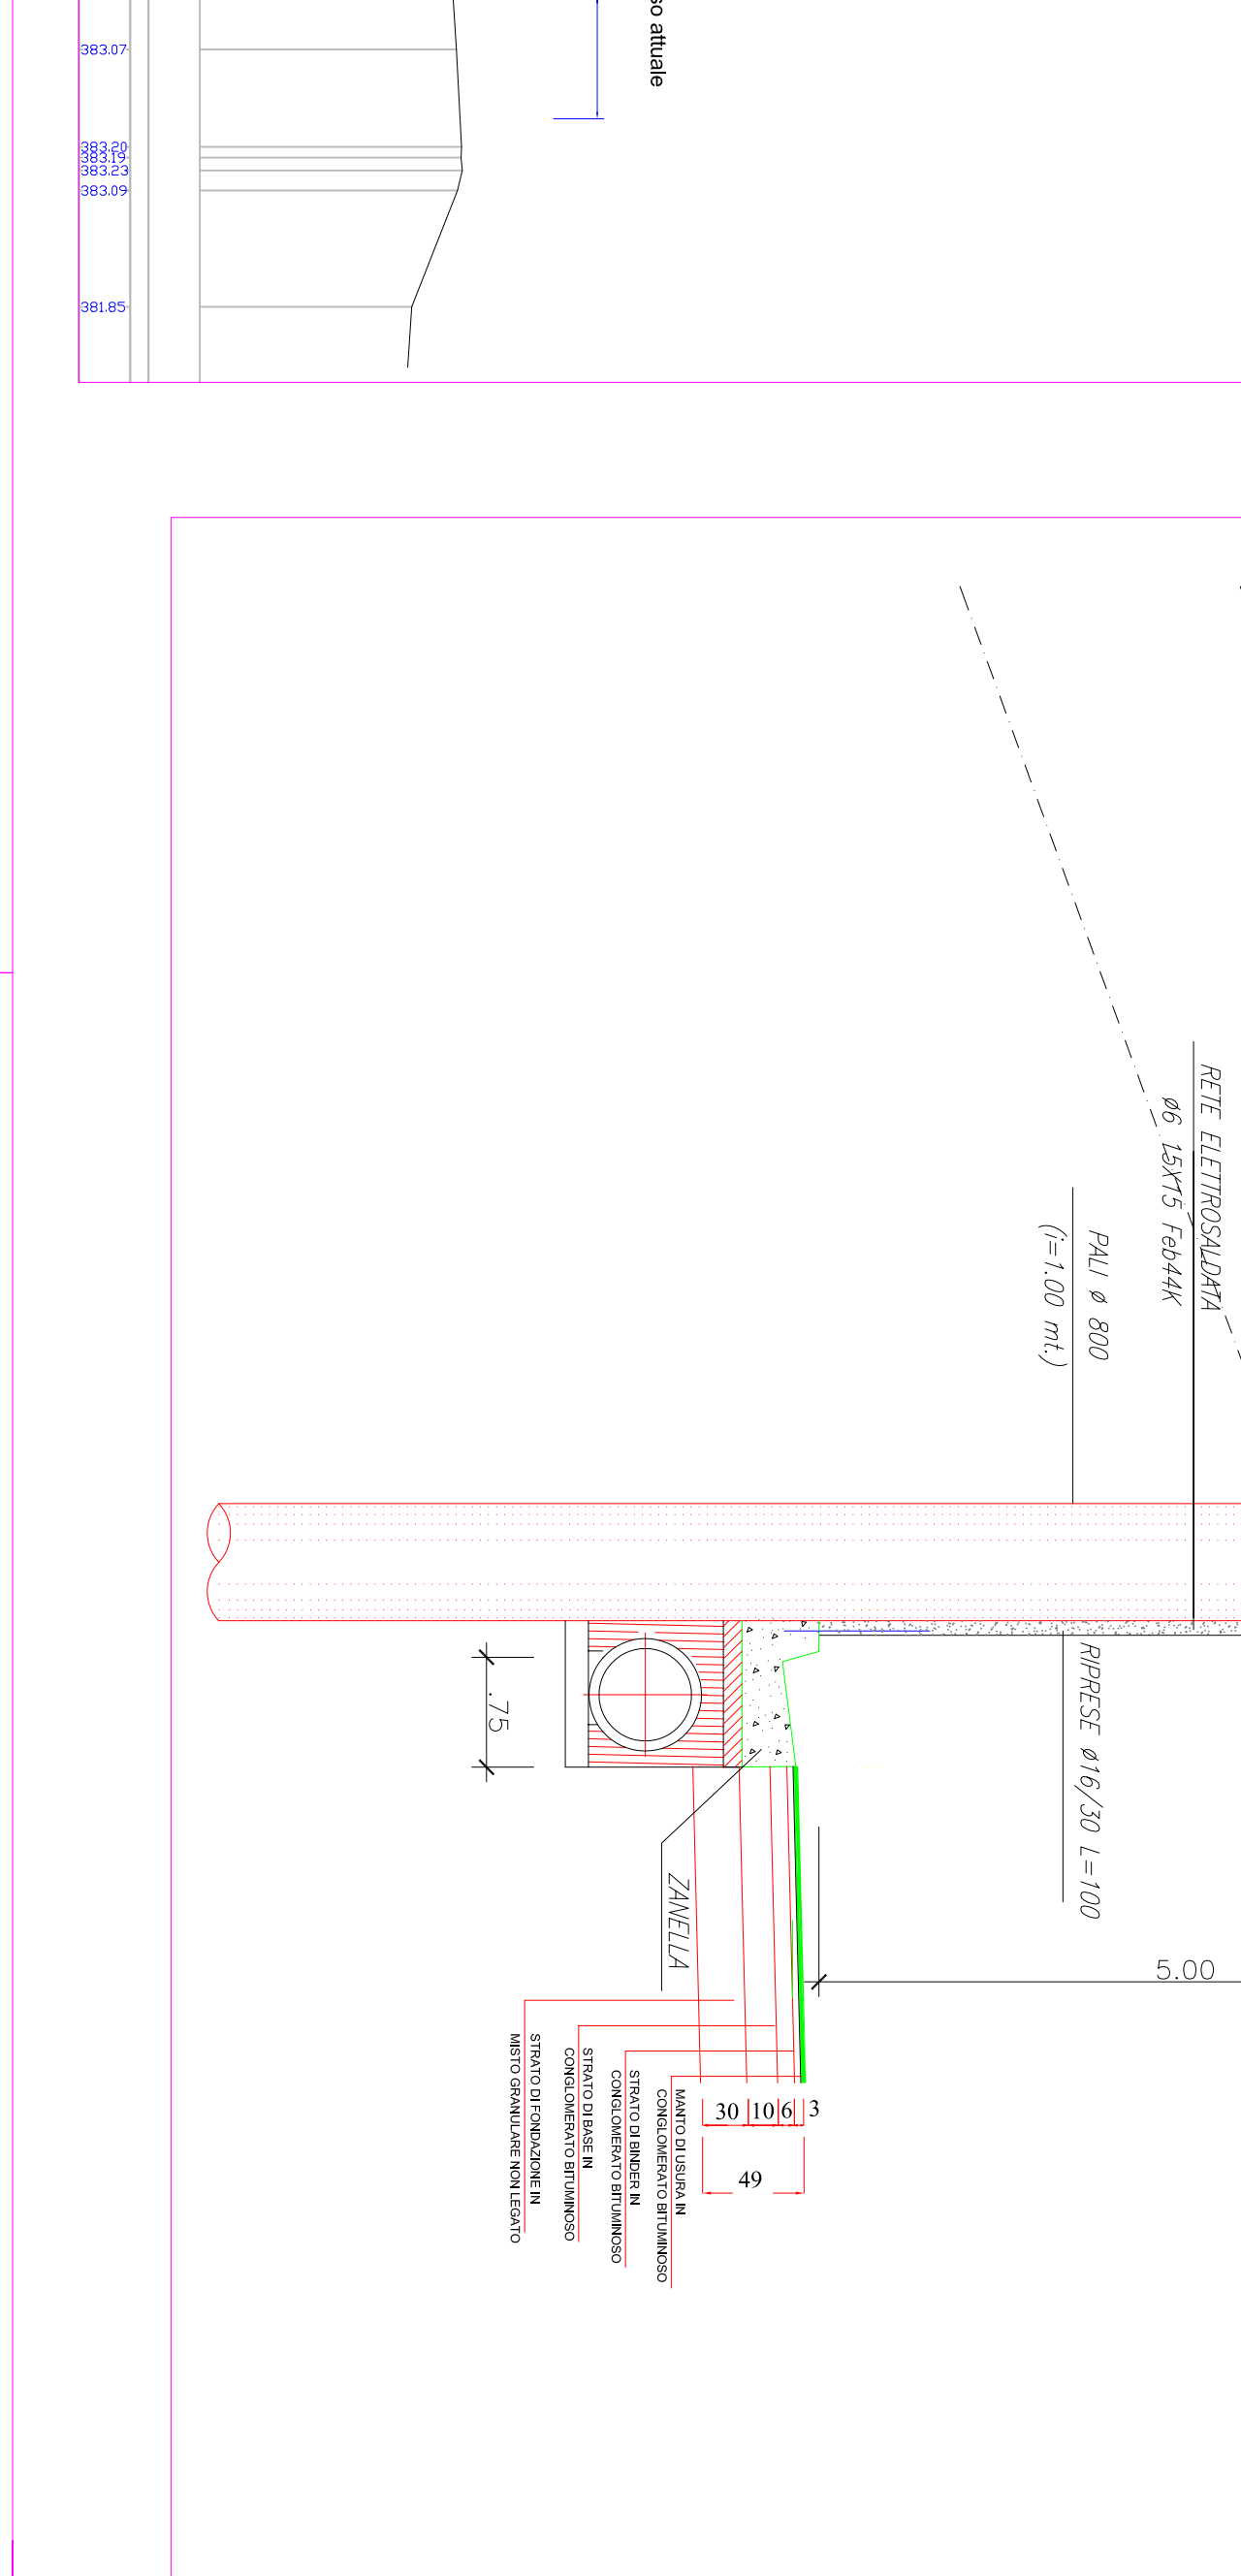 so attuale
383.07
383.20
383.19
383.23
383.09
381.85
RETE ELETTROSALDATA
ø6 15X15 Feb44K
PALI ø 800
(i=1.00 mt.)
RIPRESE ø16/30 L=100
.75
ZANELLA
5.00
MANTO DI USURA IN
CONGLOMERATO BITUMINOSO
STRATO DI BINDER IN
CONGLOMERATO BITUMINOSO
STRATO DI BASE IN
CONGLOMERATO BITUMINOSO
STRATO DI FONDAZIONE IN
MISTO GRANULARE NON LEGATO
30 10 6 3
49